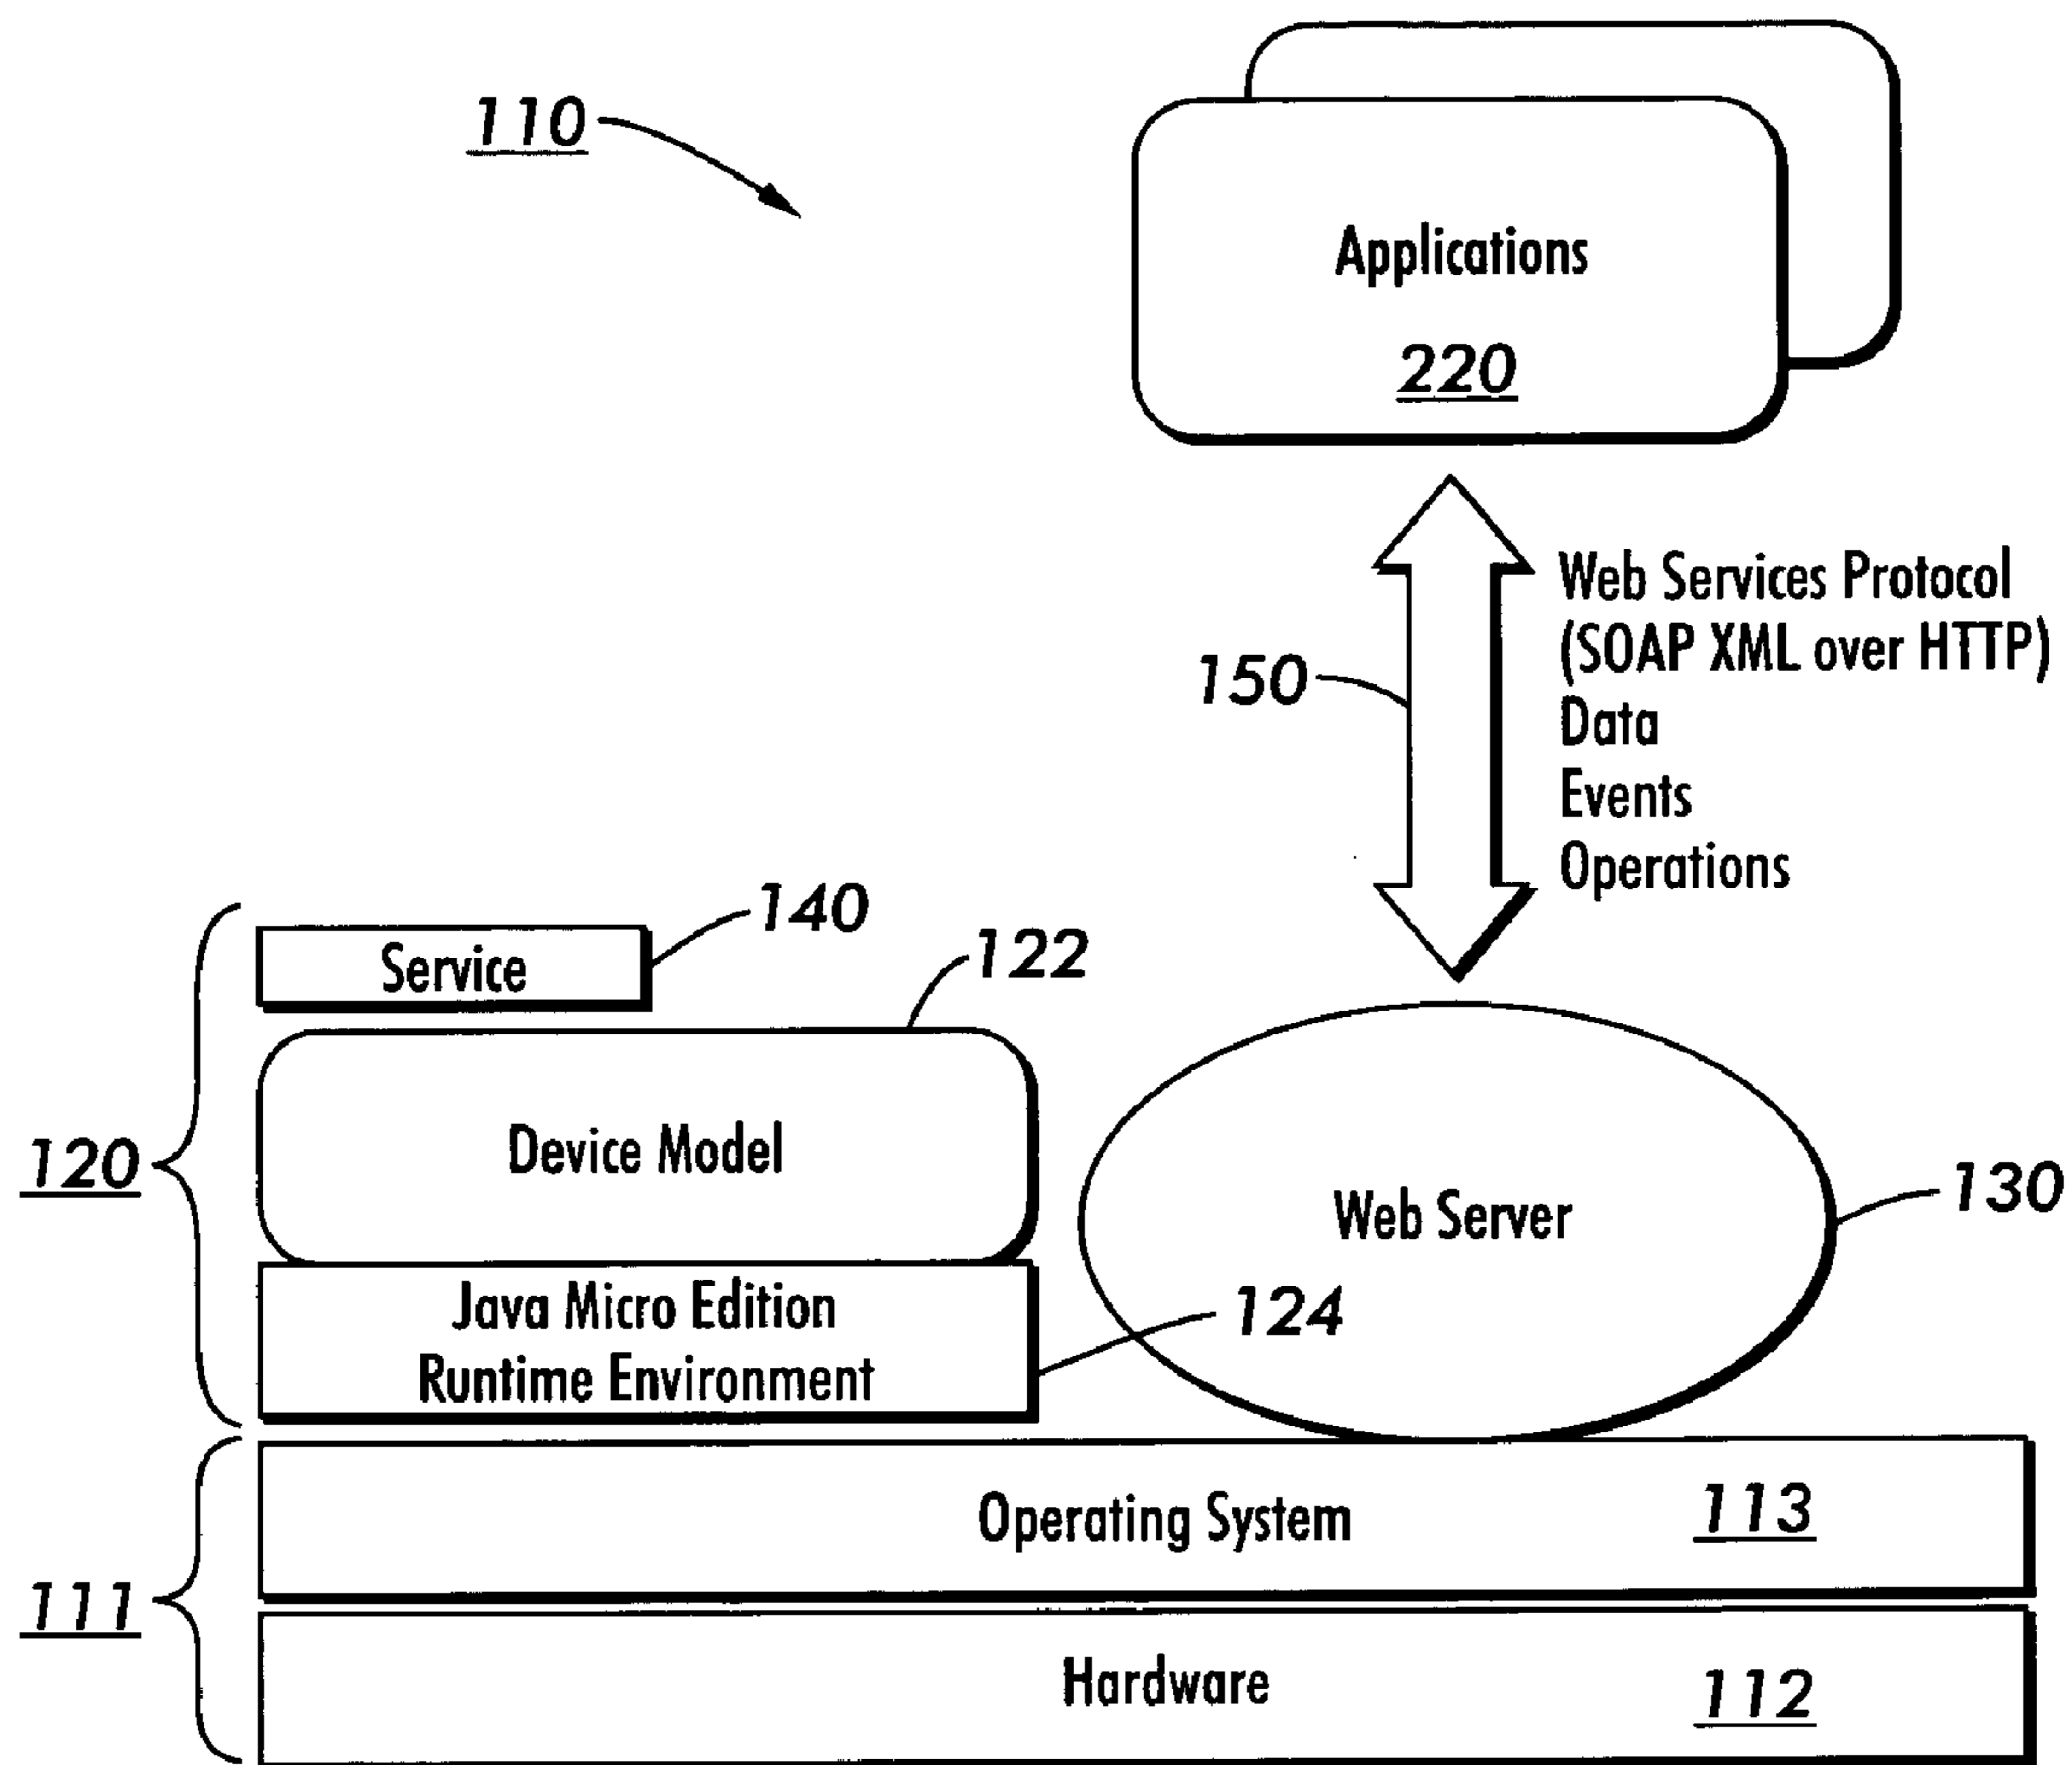 110
Applications
220
Web Services Protocol
(SOAP XML over HTTP)
150
Data
Events
Operations
140
Service
122
Device Model
120
130
Web Server
124
Java Micro Edition
Runtime Environment
Operating System
113
111
Hardware
112